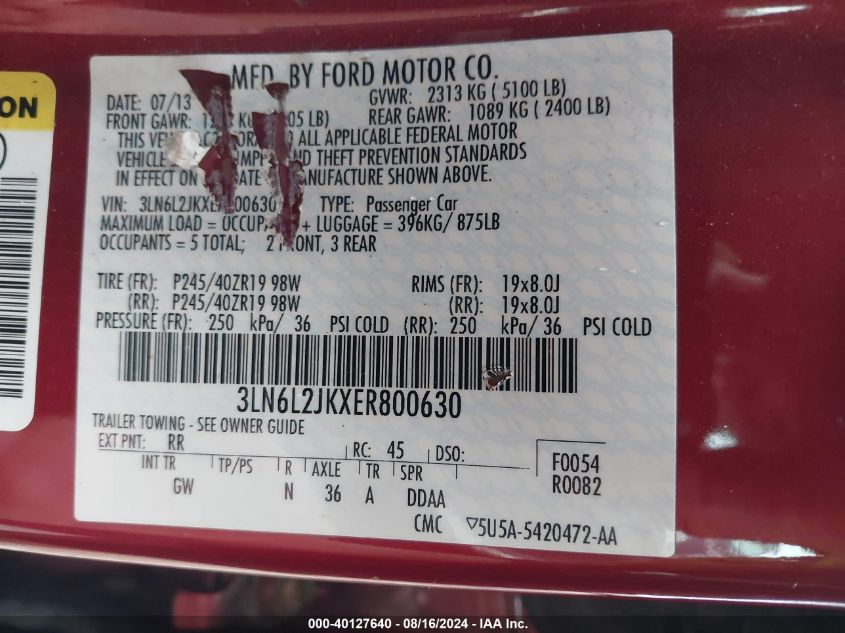 ON
MFD. BY FORD MOTOR CO.
DATE: 07/13 GVWR: 2313 KG ( 5100 LB)
FRONT GAWR: LB) REAR GAWR: 1089 KG ( 2400 LB)
THIS ALL APPLICABLE FEDERAL MOTOR
VEHICLE THEFT PREVENTION STANDARDS
IN EFFECT MANUFACTURE SHOWN ABOVE.
VIN: TYPE: Passenger Car
MAXIMUM LOAD = + LUGGAGE = 396KG/ 875LB
OCCUPANTS = 5 TOTAL; 2 3 REAR
TIRE (FR): P245/40ZR19 98W RIMS (FR): 19x8.0J
(RR): P245/40ZR19 98W (RR): 19x8.0J
PRESSURE (FR): 250 kPa/ 36 PSI COLD (RR): 250 kPa/ 36 PSI COLD
3LN6L2JKXER800630
TRAILER TOWING - SEE OWNER GUIDE
EXT PNT: RR RC: 45 DSO:
INT TR TP/PS R AXLE TR SPR F0054
GW N 36 A DDAA R0082
CMC ▽5U5A-5420472-AA
000-40127640 - 08/16/2024 - IAA Inc.